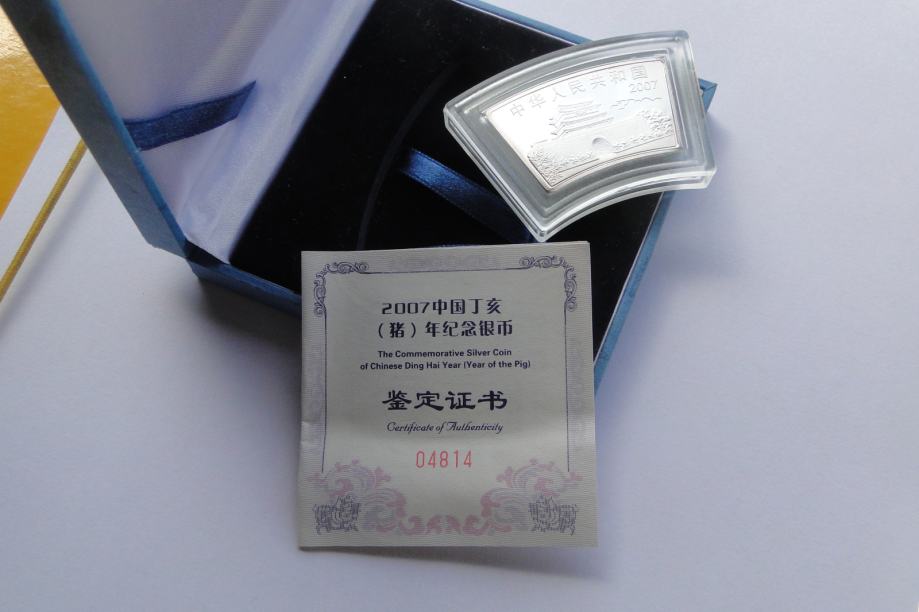 中华人民共和国
2007
2007中国丁亥
（猪）年纪念银币
The Commemorative Silver Coin
of Chinese Ding Hai Year (Year of the Pig)
鉴定证书
Certificate of Authenticity
04814